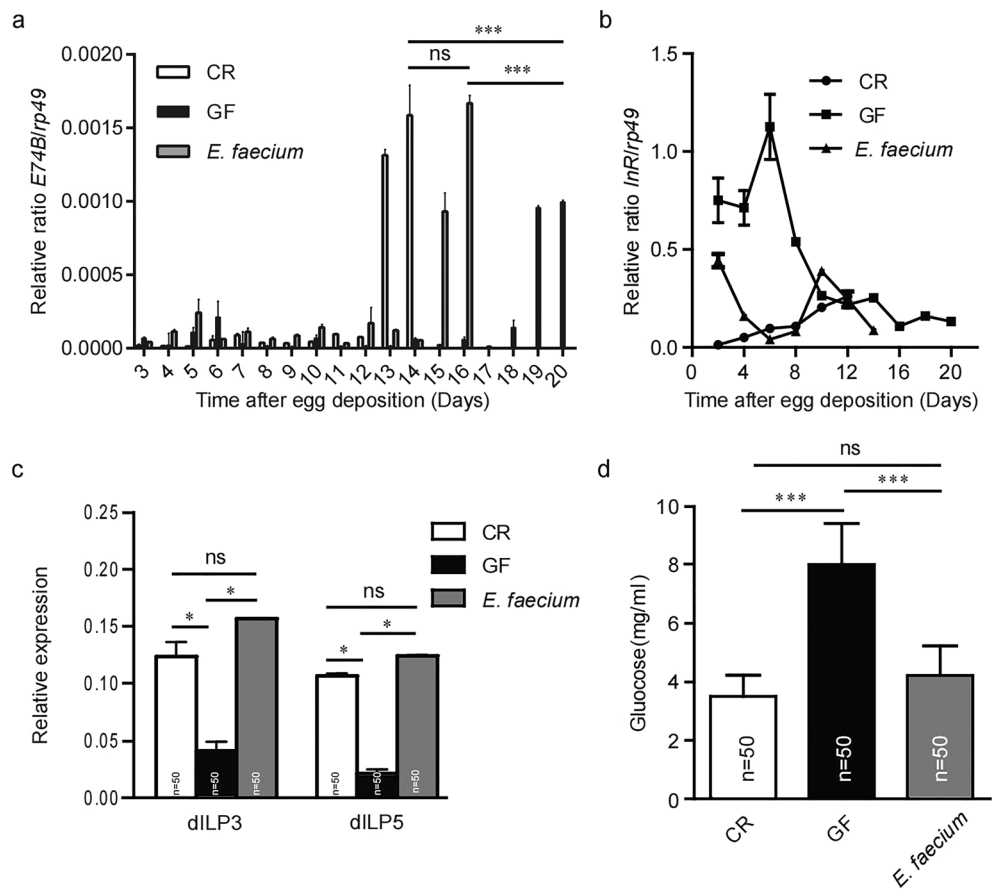 a
***
ns
***
0.0020
0.0015
0.0010
0.0005
0.0000
Relative ratio E74B/rp49
CR
GF
E. faecium
3 4 5 6 7 8 9 10 11 12 13 14 15 16 17 18 19 20
Time after egg deposition (Days)
b
1.5
1.0
0.5
0.0
Relative ratio InR/rp49
CR
GF
E. faecium
0 4 8 12 16 20
Time after egg deposition (Days)
c
0.25
0.20
0.15
0.10
0.05
0.00
Relative expression
CR
GF
E. faecium
ns
* *
ns
* *
n=50 n=50 n=50 n=50 n=50 n=50
dILP3 dILP5
d
ns
*** ***
10
8
6
4
2
0
Glucose(mg/ml)
n=50 n=50 n=50
CR GF E. faecium